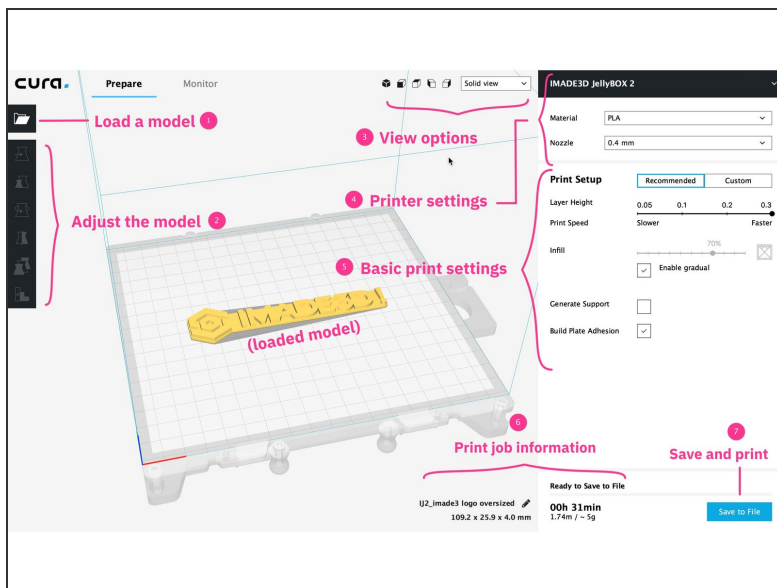 cura.
Prepare
Monitor
Solid view
IMADE3D JellyBOX 2
Load a model 1
Material
PLA
3 View options
Nozzle
0.4 mm
Print Setup
Recommended
Custom
4 Printer settings
Layer Height
0.05
0.1
0.2
0.3
Adjust the model 2
Print Speed
Slower
Faster
70%
Infill
5 Basic print settings
Enable gradual
IMADE3D!
Generate Support
(loaded model)
Build Plate Adhesion
6
Print job information
7
Save and print
Ready to Save to File
IJ2_imade3 logo oversized
00h 31min
109.2 x 25.9 x 4.0 mm
1.74m / ~ 5g
Save to File